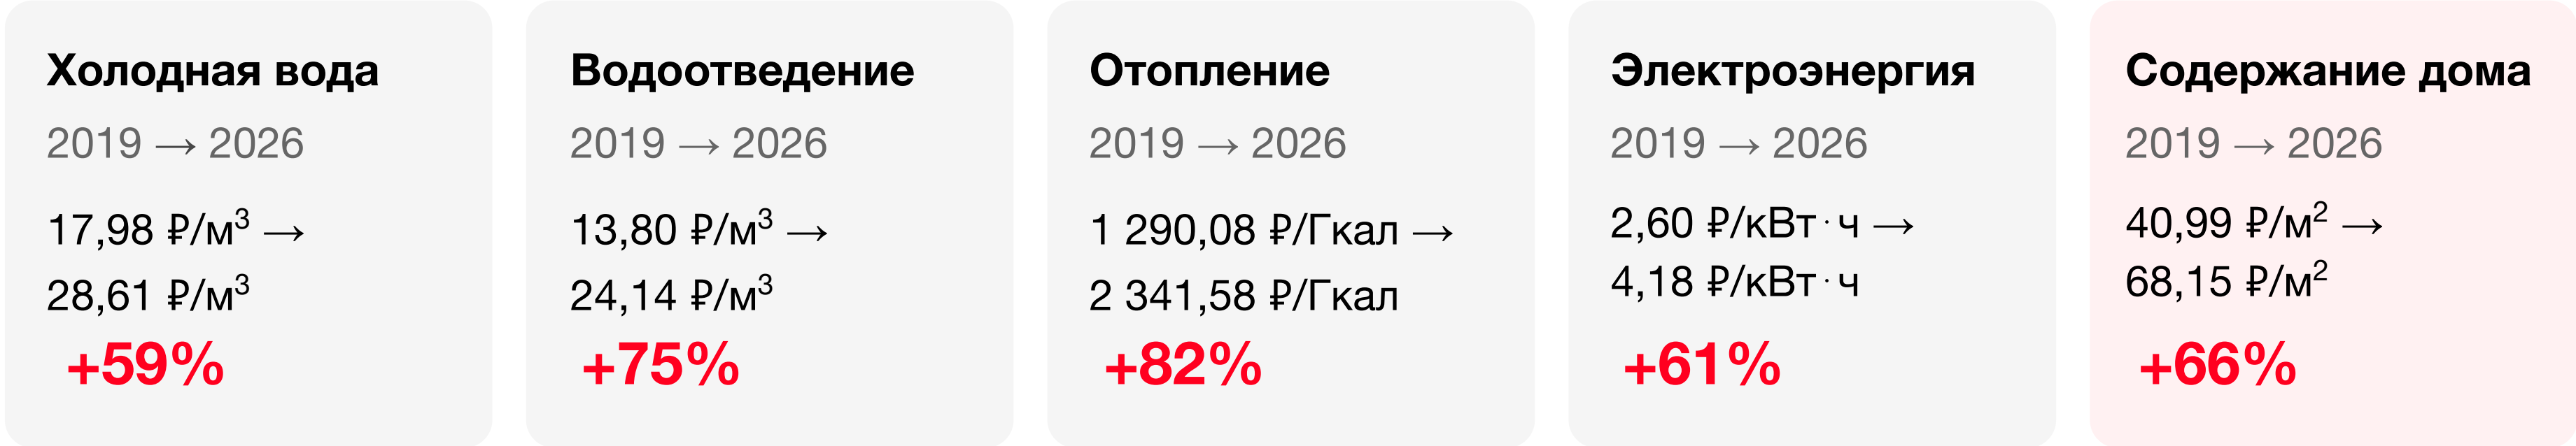 Холодная вода
2019 → 2026
17,98 ₽/м³ →
28,61 ₽/м³
+59%
Водоотведение
2019 → 2026
13,80 ₽/м³ →
24,14 ₽/м³
+75%
Отопление
2019 → 2026
1 290,08 ₽/Гкал →
2 341,58 ₽/Гкал
+82%
Электроэнергия
2019 → 2026
2,60 ₽/кВт·ч →
4,18 ₽/кВт·ч
+61%
Содержание дома
2019 → 2026
40,99 ₽/м² →
68,15 ₽/м²
+66%